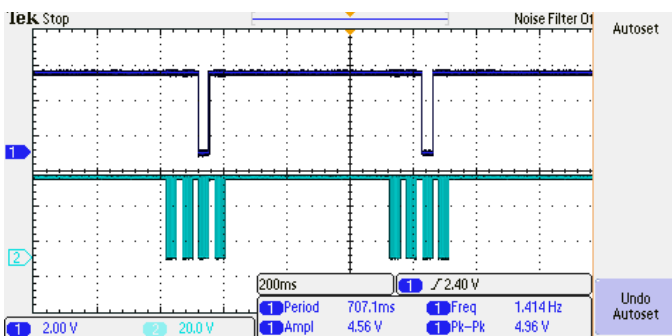 Tek Stop Noise Filter Of
Autoset
1
2
200ms 1 2.40 V
1 Period 707.1ms 1 Freq 1.414 Hz
1 Ampl 4.56 V 1 Pk-Pk 4.96 V
1 2.00 V 2 20.0 V
Undo
Autoset